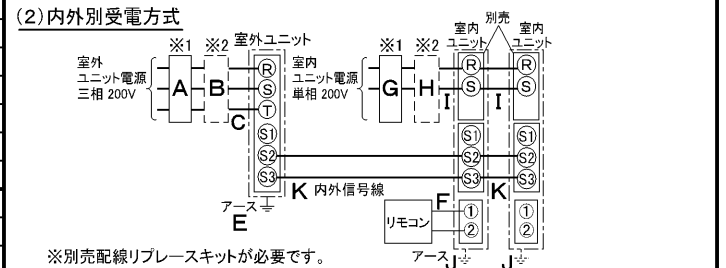 (2)内外別受電方式
※1 ※2 室外ユニット
室外
ユニット電源
三相 200V
A
B
C
R
S
T
S1
S2
S3
アース
E
K 内外信号線
※1 ※2
室内
ユニット電源
単相 200V
G
H
I
I
室内
ユニット
別売
室内
ユニット
R
S
S1
S2
S3
①
②
R
S
S1
S2
S3
①
②
K
F
リモコン
アース J
J
※別売配線リプレースキットが必要です。